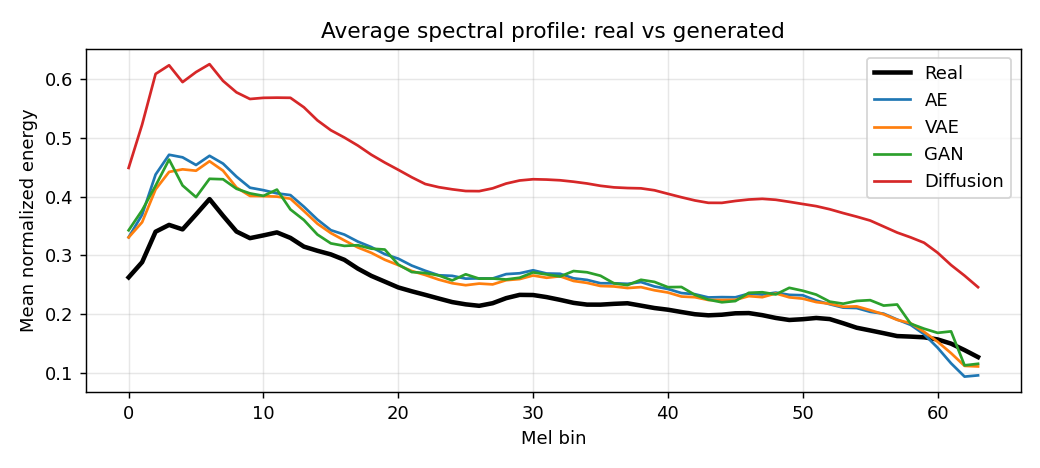 Average spectral profile: real vs generated
Mean normalized energy
0.6
0.5
0.4
0.3
0.2
0.1
0 10 20 30 40 50 60
Mel bin
Real
AE
VAE
GAN
Diffusion